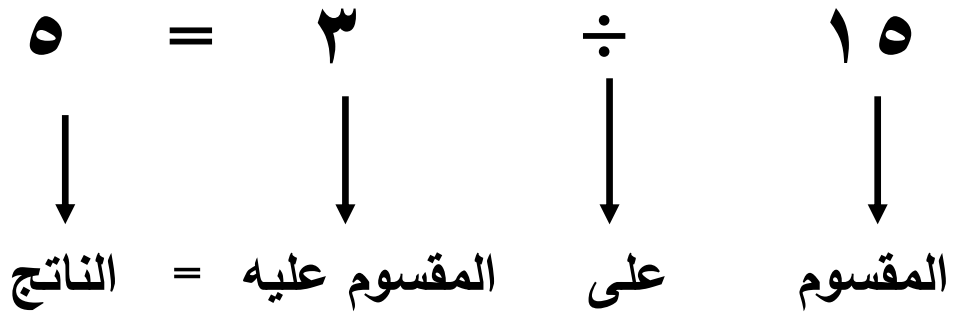 ١٥ ÷ ٣ = ٥
المقسوم على المقسوم عليه = الناتج